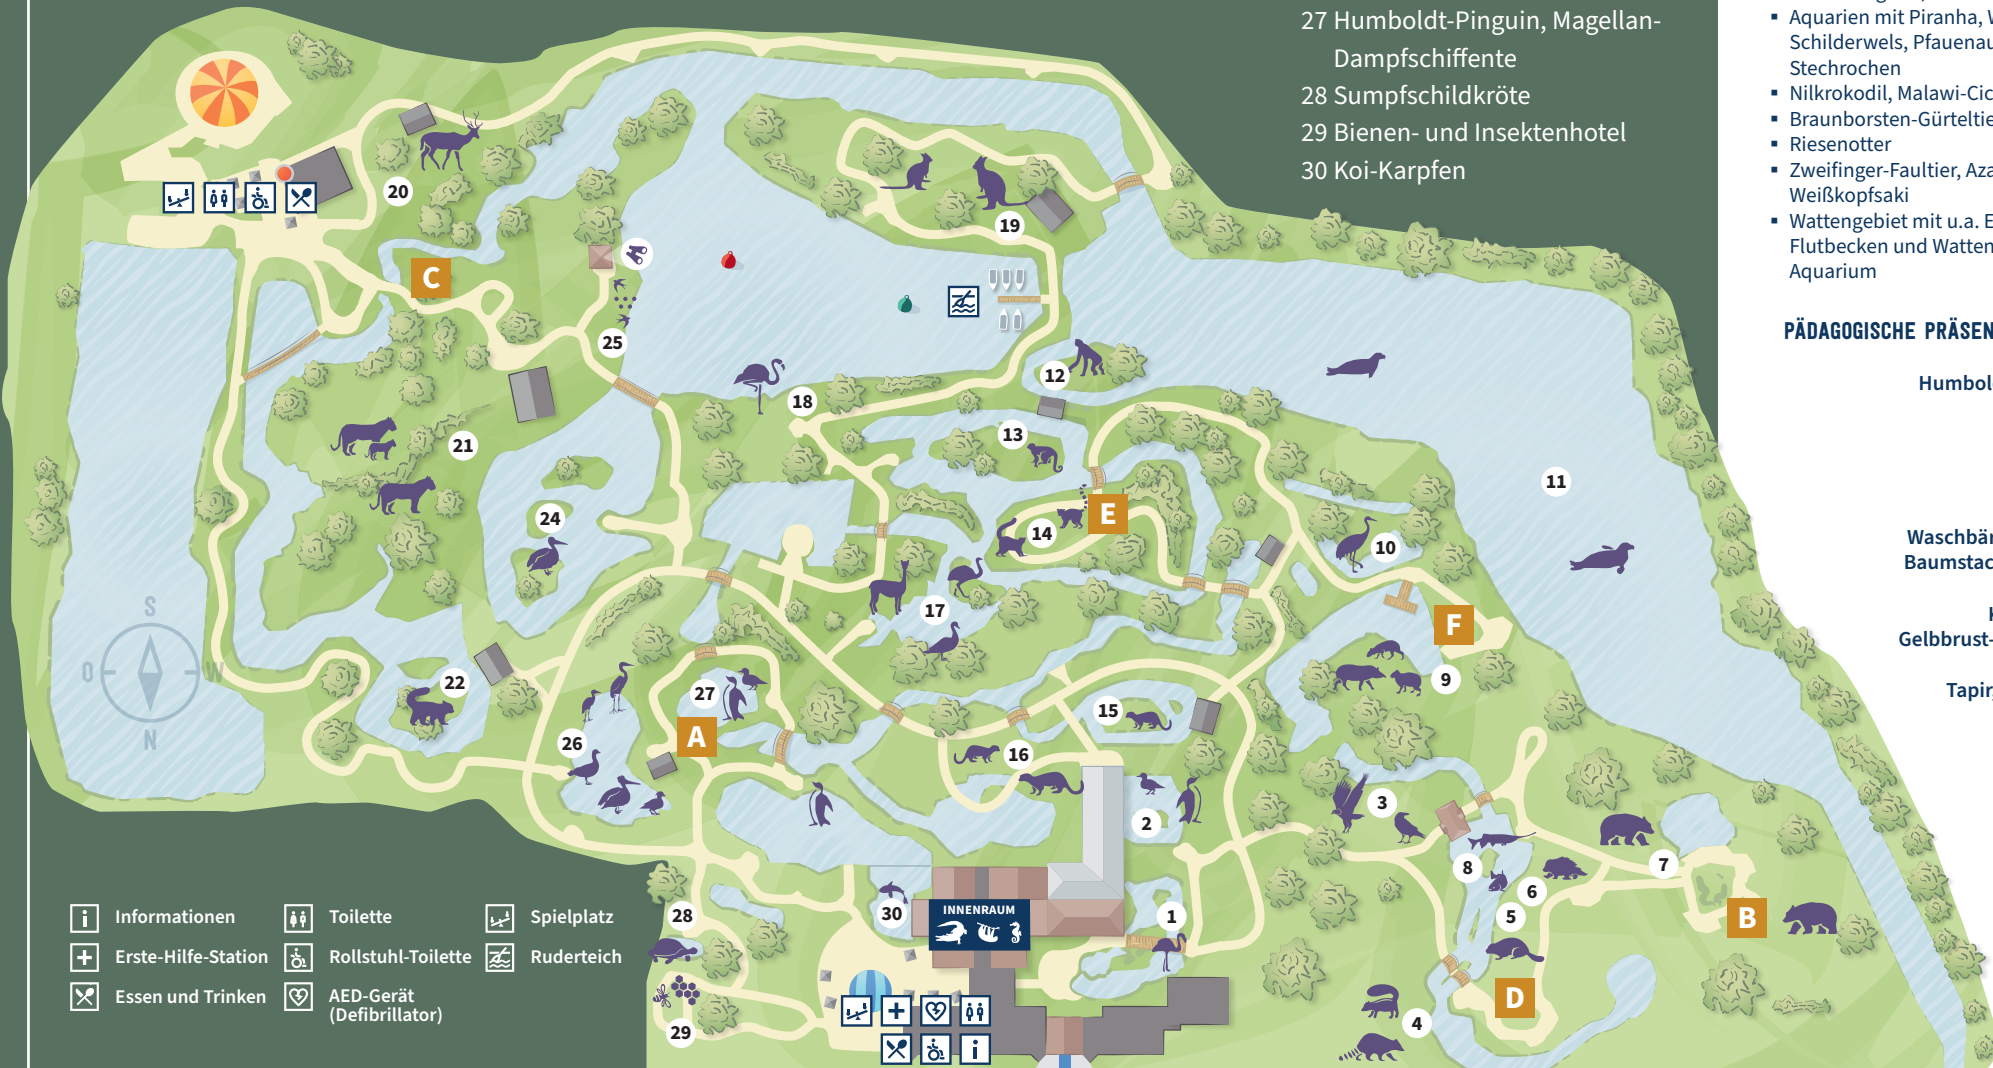 27 Humboldt-Pinguin, Magellan-
Dampfschiffente
28 Sumpfschildkröte
29 Bienen- und Insektenhotel
30 Koi-Karpfen
Aquarien mit Piranha,
Schilderwels, Pfauenau
Stechrochen
Nilkrokodil, Malawi-Cic
Braunborsten-Gürteltie
Riesenotter
Zweifinger-Faultier, Aza
Weißkopfsaki
Wattengebiet mit u.a. E
Flutbecken und Watten
Aquarium
PÄDAGOGISCHE PRÄSEN
Humbol
Waschbär
Baumstac
K
Gelbbrust-
Tapir,
20
19
C
25
12
18
13
21
11
24
E
14
10
17
F
S
O
W
N
22
27
9
15
A
26
16
3
2
8
7
6
5
B
28
30
1
INNENRAUM
D
4
29
Informationen
Toilette
Spielplatz
Erste-Hilfe-Station
Rollstuhl-Toilette
Ruderteich
Essen und Trinken
AED-Gerät
(Defibrillator)